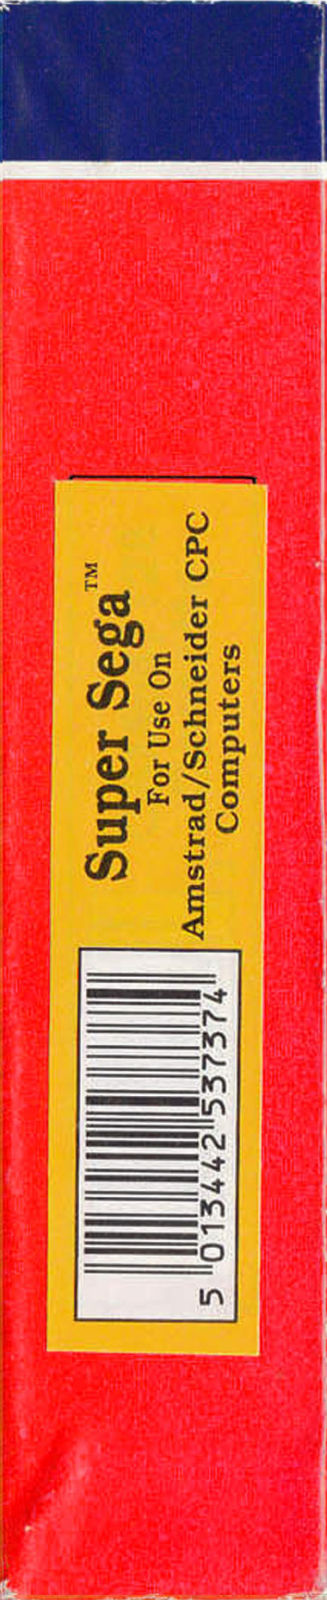 Super Sega™
For Use On
Amstrad/Schneider CPC
Computers
5 013442 537374